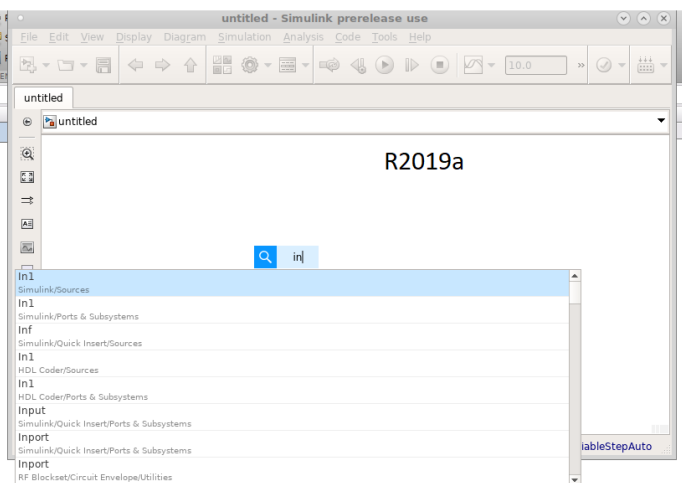 untitled - Simulink prerelease use
File Edit View Display Diagram Simulation Analysis Code Tools Help
10.0
»
untitled
untitled
R2019a
in
In1
Simulink/Sources
In1
Simulink/Ports & Subsystems
Inf
Simulink/Quick Insert/Sources
In1
HDL Coder/Sources
In1
HDL Coder/Ports & Subsystems
Input
Simulink/Quick Insert/Ports & Subsystems
Inport
Simulink/Quick Insert/Ports & Subsystems
iableStepAuto
Inport
RF Blockset/Circuit Envelope/Utilities